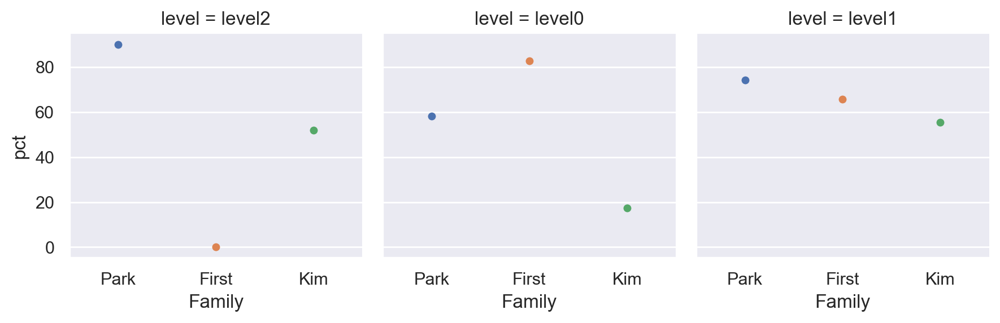 level = level2
level = level0
level = level1
pct
80
60
40
20
0
Park First Kim
Park First Kim
Park First Kim
Family
Family
Family